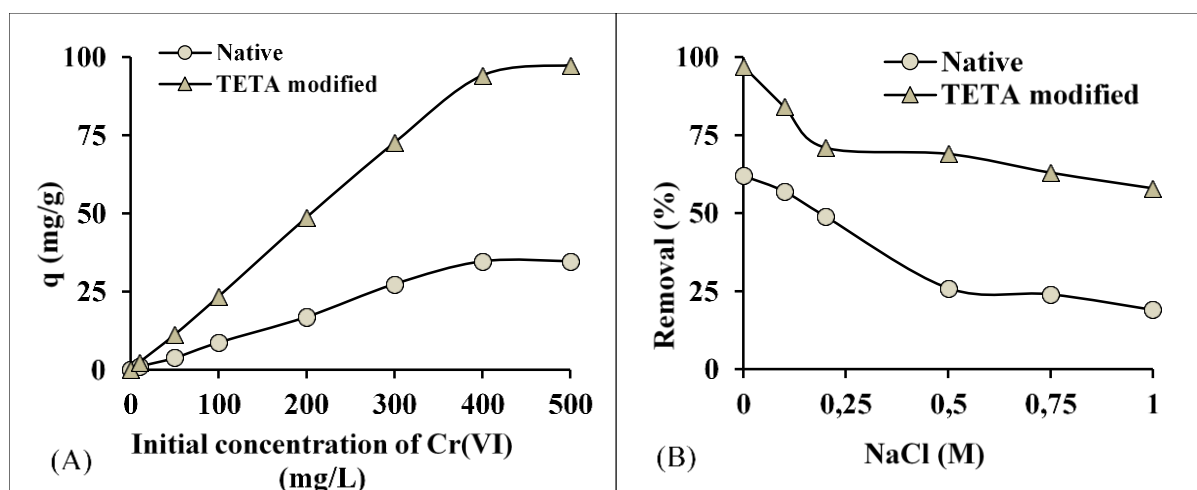 Native
TETA modified
100
75
50
25
0
q (mg/g)
0 100 200 300 400 500
Initial concentration of Cr(VI)
(mg/L)
(A)
Native
TETA modified
100
75
50
25
0
Removal (%)
0 0,25 0,5 0,75 1
NaCl (M)
(B)